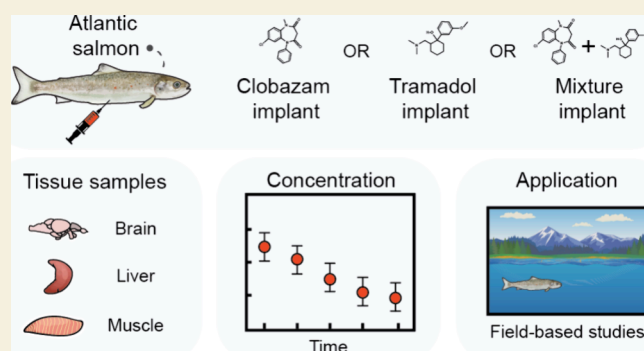 Atlantic
salmon
OR
OR
Clobazam
implant
Tramadol
implant
Mixture
implant
Tissue samples
Brain
Liver
Muscle
Concentration
Time
Application
Field-based studies